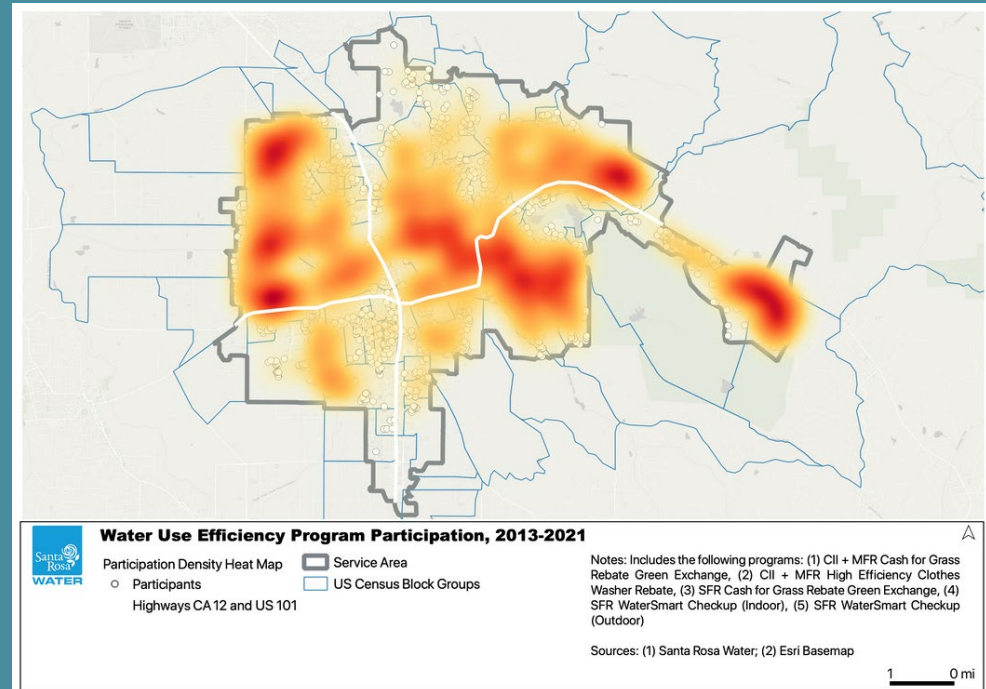 Santa
Rosa
WATER
Water Use Efficiency Program Participation, 2013-2021
Participation Density Heat Map
Participants
Highways CA 12 and US 101
Service Area
US Census Block Groups
Notes: Includes the following programs: (1) CII + MFR Cash for Grass
Rebate Green Exchange, (2) CII + MFR High Efficiency Clothes
Washer Rebate, (3) SFR Cash for Grass Rebate Green Exchange, (4)
SFR WaterSmart Checkup (Indoor), (5) SFR WaterSmart Checkup
(Outdoor)
Sources: (1) Santa Rosa Water; (2) Esri Basemap
1 0 mi